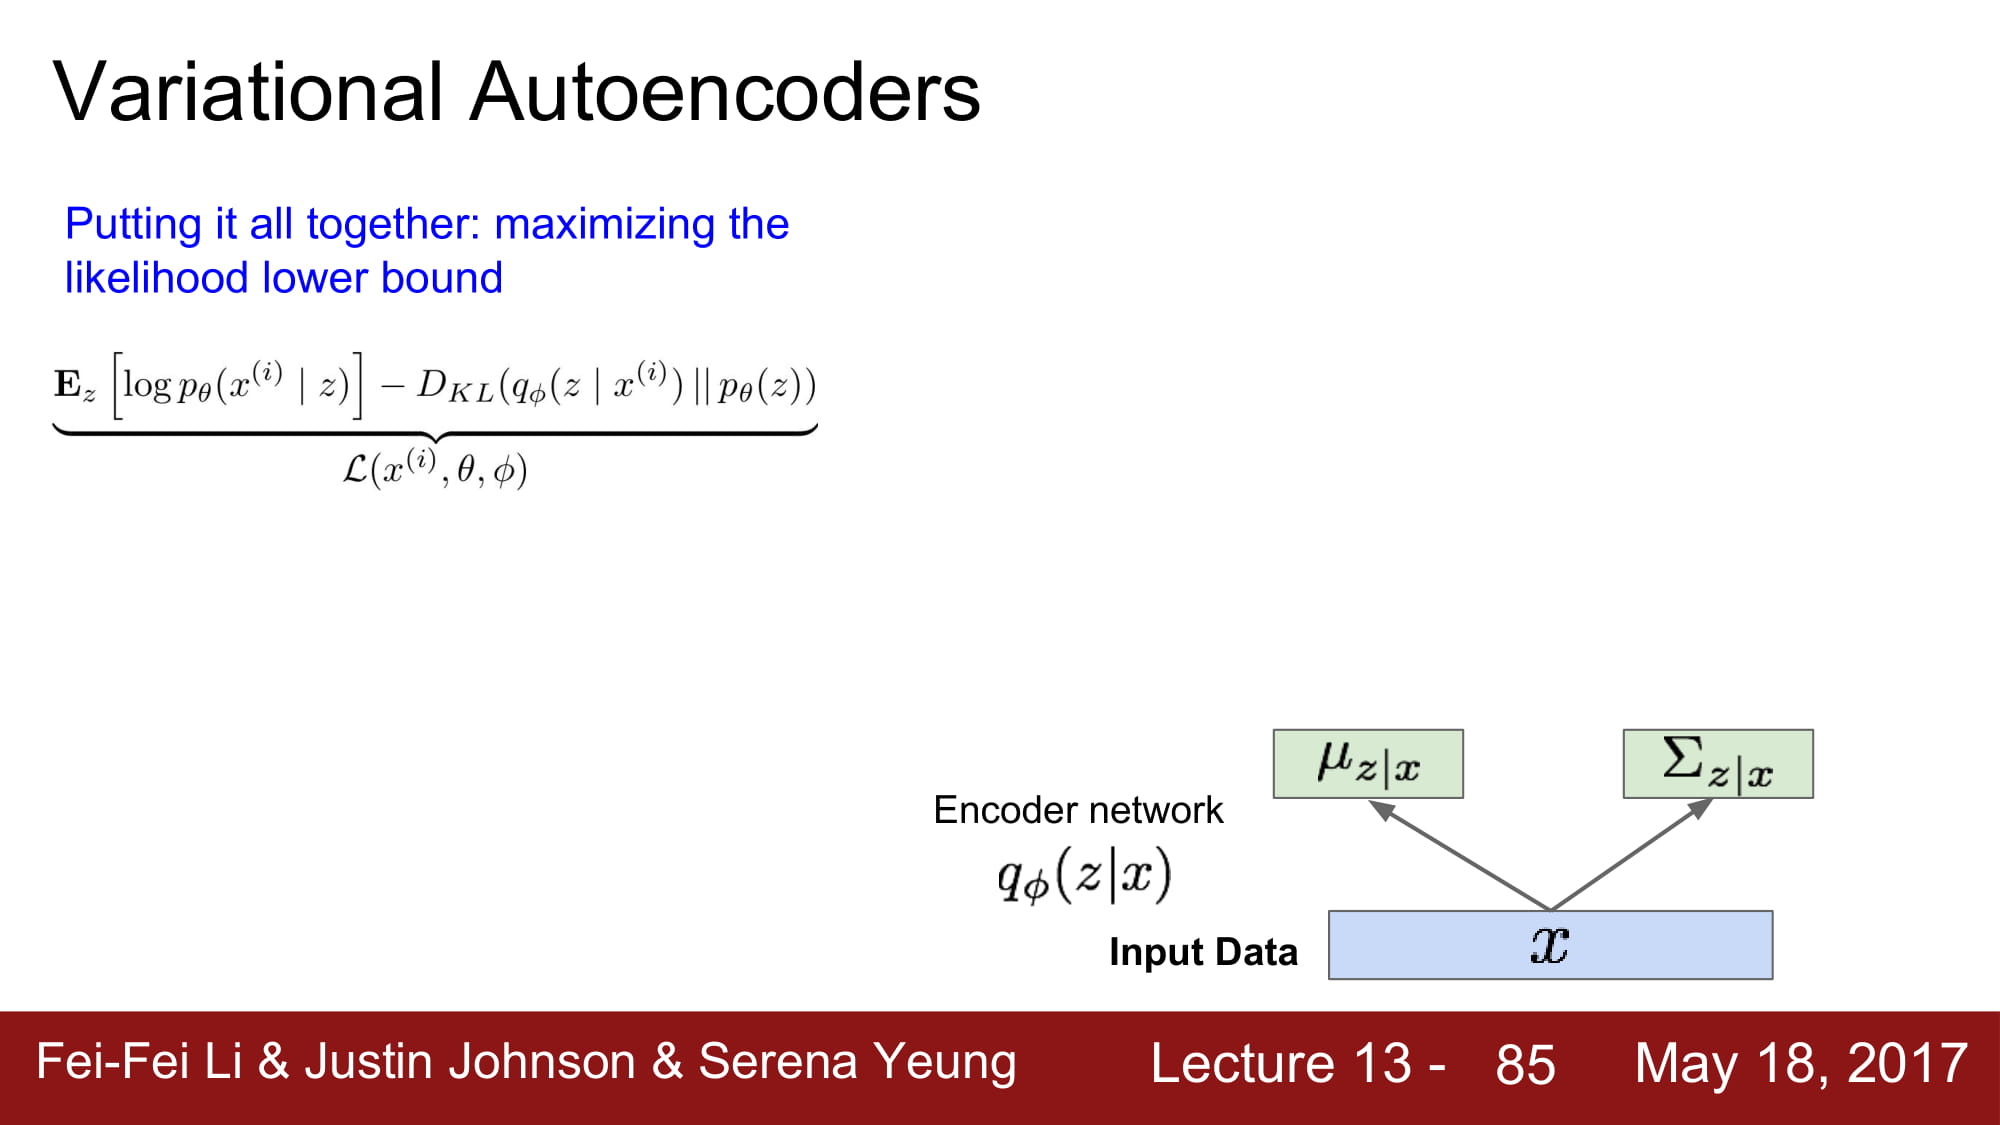 Variational Autoencoders
Putting it all together: maximizing the
likelihood lower bound
$\underbrace{\mathbf{E}_z \left[ \log p_\theta(x^{(i)} \mid z) \right] - D_{KL}(q_\phi(z \mid x^{(i)}) \,||\, p_\theta(z))}_{\mathcal{L}(x^{(i)}, \theta, \phi)}$
$\mu_{z|x}$ $\Sigma_{z|x}$
Encoder network
$q_\phi(z|x)$
Input Data $x$
Fei-Fei Li & Justin Johnson & Serena Yeung Lecture 13 - 85 May 18, 2017